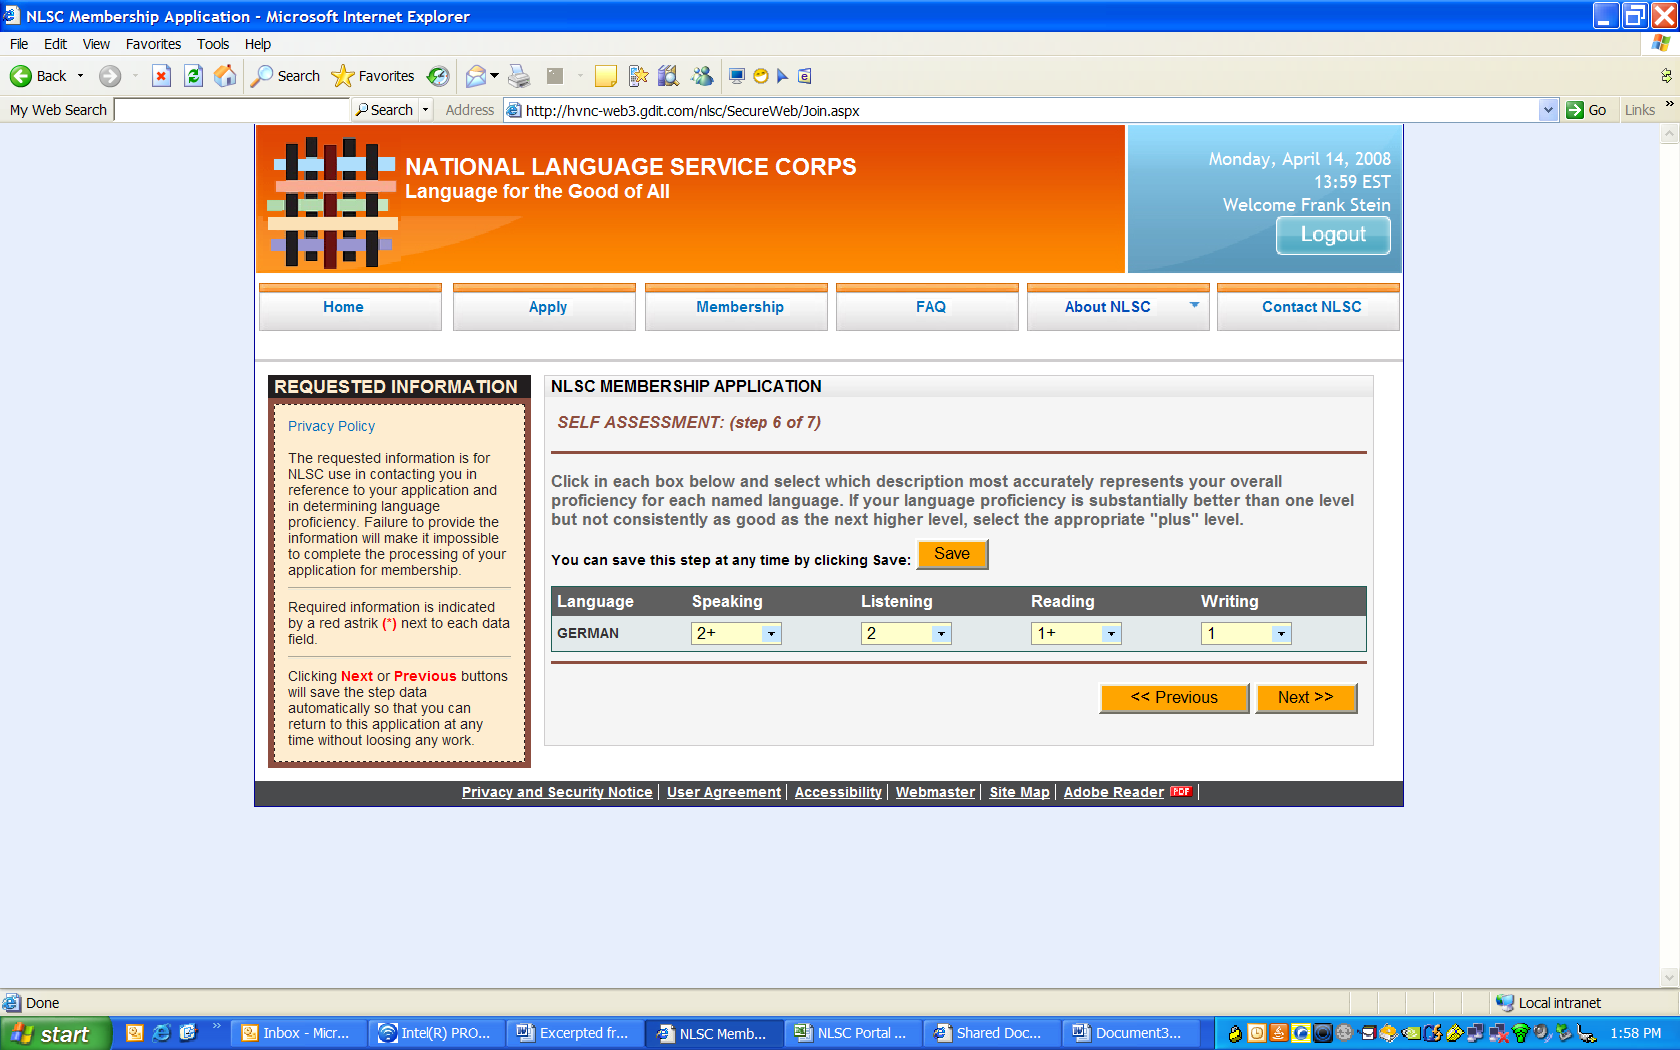 NLSC Membership Application - Microsoft Internet Explorer
File Edit View Favorites Tools Help
Back Search Favorites
My Web Search Search Address http://hvnc-web3.gdit.com/nlsc/SecureWeb/Join.aspx Go Links »
NATIONAL LANGUAGE SERVICE CORPS
Language for the Good of All
Monday, April 14, 2008
13:59 EST
Welcome Frank Stein
Logout
Home Apply Membership FAQ About NLSC Contact NLSC
REQUESTED INFORMATION
Privacy Policy
The requested information is for
NLSC use in contacting you in
reference to your application and
in determining language
proficiency. Failure to provide the
information will make it impossible
to complete the processing of your
application for membership.
Required information is indicated
by a red astrik (*) next to each data
field.
Clicking Next or Previous buttons
will save the step data
automatically so that you can
return to this application at any
time without loosing any work.
NLSC MEMBERSHIP APPLICATION
SELF ASSESSMENT: (step 6 of 7)
Click in each box below and select which description most accurately represents your overall
proficiency for each named language. If your language proficiency is substantially better than one level
but not consistently as good as the next higher level, select the appropriate "plus" level.
You can save this step at any time by clicking Save: Save
Language Speaking Listening Reading Writing
GERMAN 2+ 2 1+ 1
<< Previous Next >>
Privacy and Security Notice | User Agreement | Accessibility | Webmaster | Site Map | Adobe Reader PDF |
Done Local intranet
start » Inbox - Micr... Intel(R) PRO... Excerpted fr... NLSC Memb... NLSC Portal ... Shared Doc... Document3... 1:58 PM